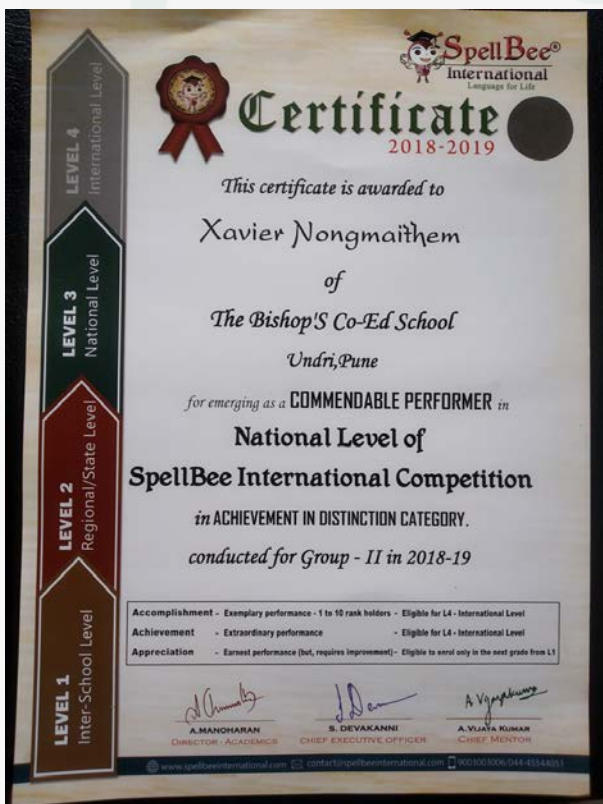 SpellBee®
International
Language for Life
Certificate
2018-2019
This certificate is awarded to
Xavier Nongmaithem
of
The Bishop'S Co-Ed School
Undri,Pune
for emerging as a COMMENDABLE PERFORMER in
National Level of
SpellBee International Competition
in ACHIEVEMENT IN DISTINCTION CATEGORY.
conducted for Group - II in 2018-19
LEVEL 4
International Level
LEVEL 3
National Level
LEVEL 2
Regional/State Level
LEVEL 1
Inter-School Level
Accomplishment - Exemplary performance - 1 to 10 rank holders - Eligible for L4 - International Level
Achievement - Extraordinary performance - Eligible for L4 - International Level
Appreciation - Earnest performance (but, requires improvement) - Eligible to enrol only in the next grade from L1
A.MANOHARAN
DIRECTOR - ACADEMICS
S. DEVAKANNI
CHIEF EXECUTIVE OFFICER
A. Vijayakumar
A.VIJAYA KUMAR
CHIEF MENTOR
www.spellbeeinternational.com contact@spellbeeinternational.com 9003003006/044-45544051